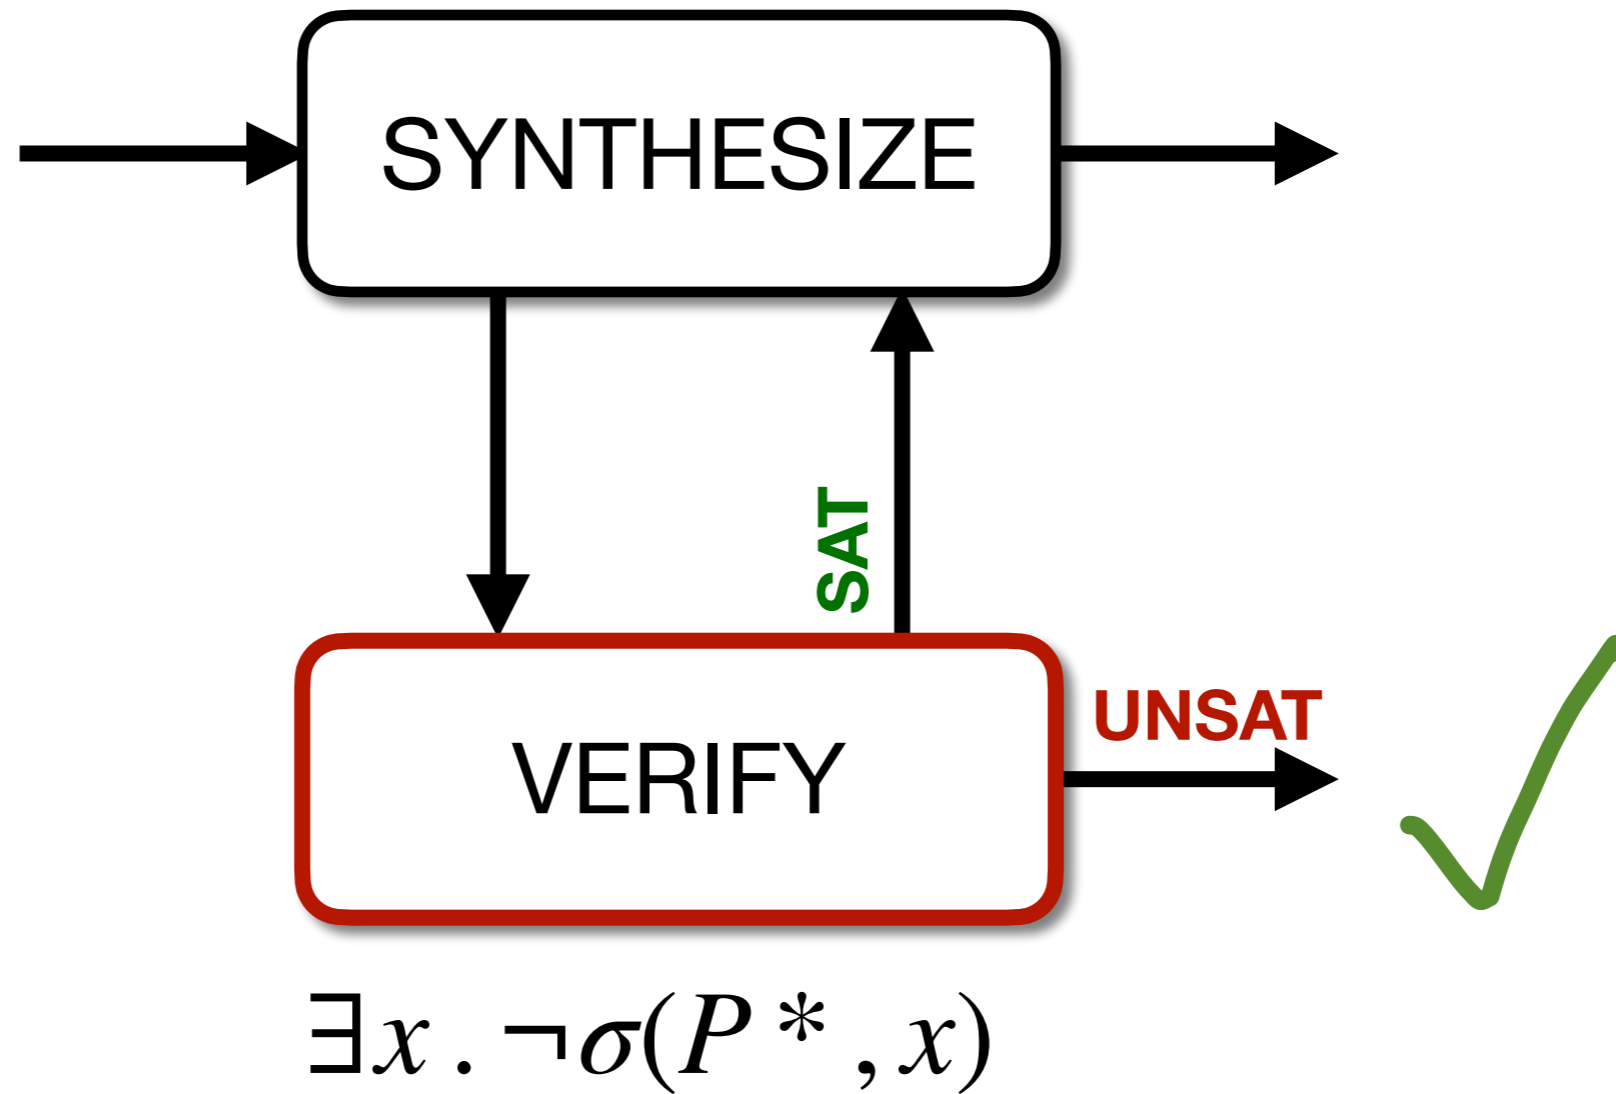 SYNTHESIZE
SAT
UNSAT
VERIFY
∃x . ¬σ(P* , x)